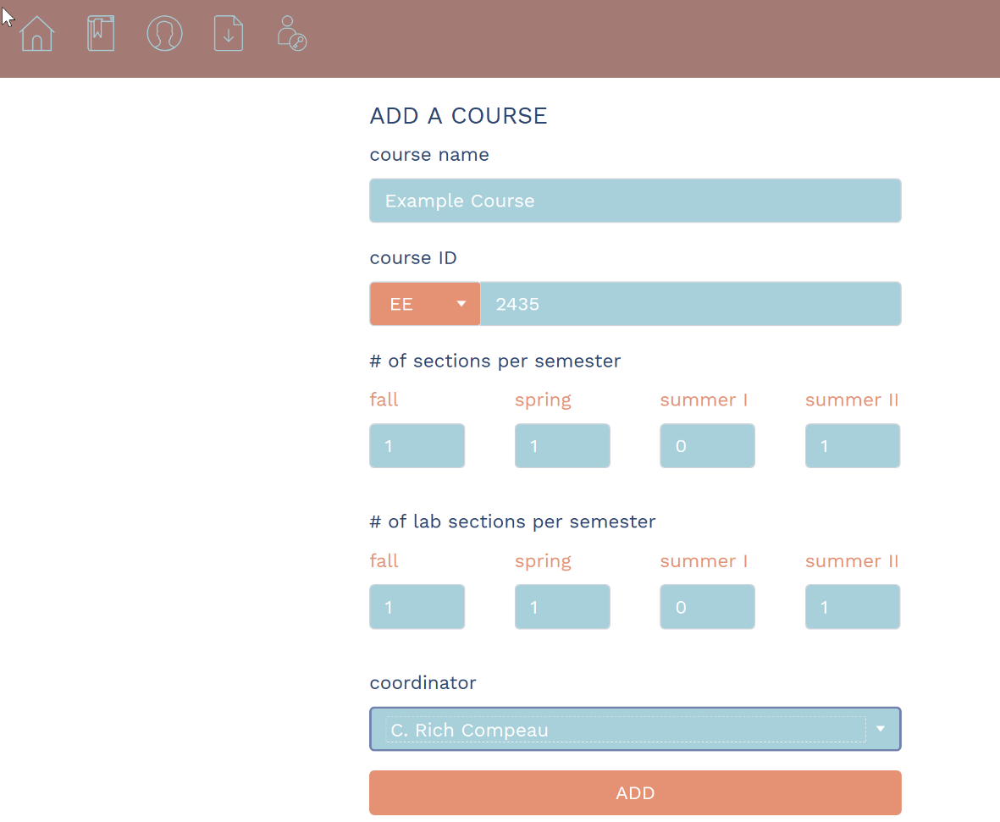 ADD A COURSE
course name
Example Course
course ID
EE 2435
# of sections per semester
fall spring summer I summer II
1 1 0 1
# of lab sections per semester
fall spring summer I summer II
1 1 0 1
coordinator
C. Rich Compeau
ADD